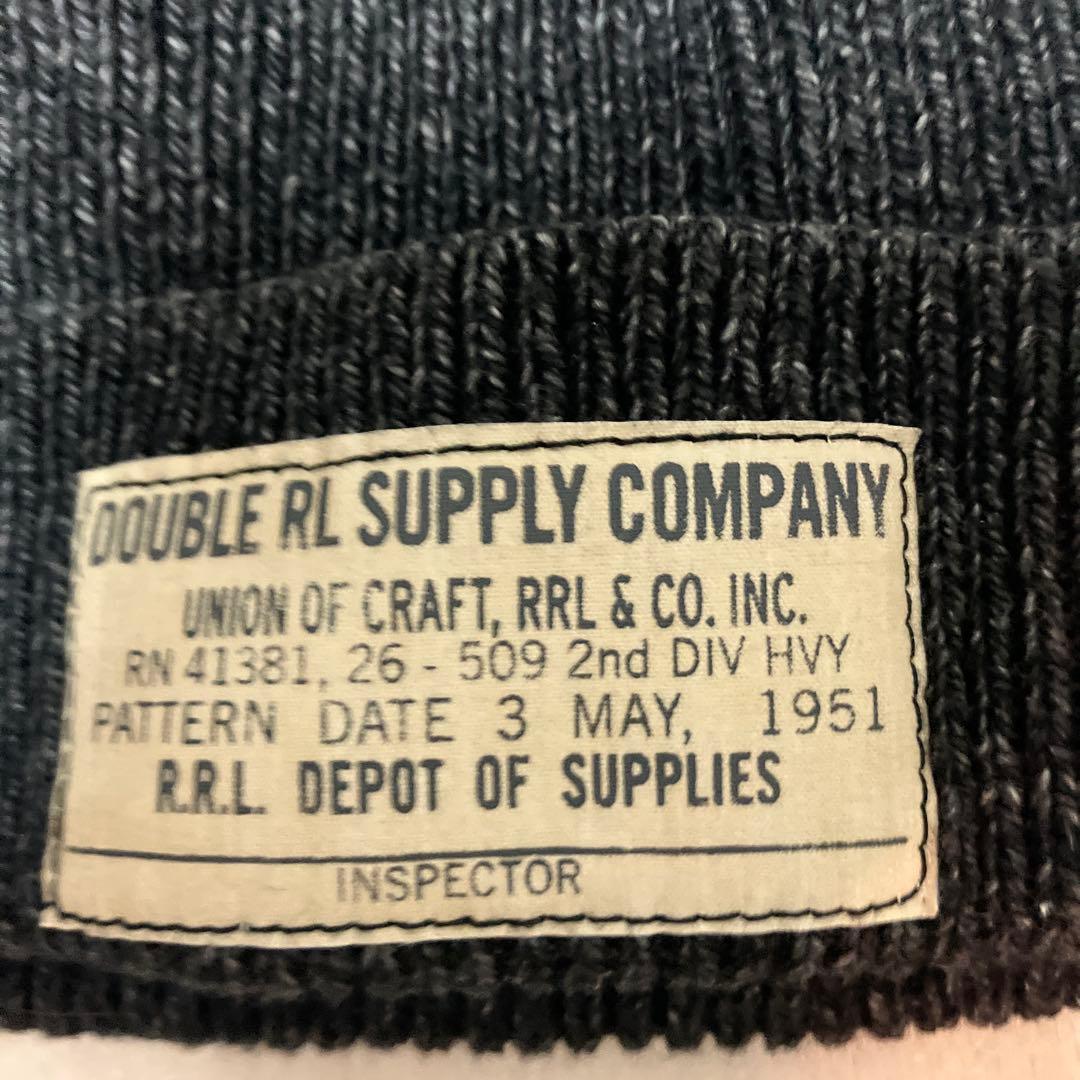 DOUBLE RL SUPPLY COMPANY
UNION OF CRAFT, RRL & CO. INC.
RN 41381, 26 - 509 2nd DIV HVY
PATTERN DATE 3 MAY, 1951
R.R.L. DEPOT OF SUPPLIES
INSPECTOR